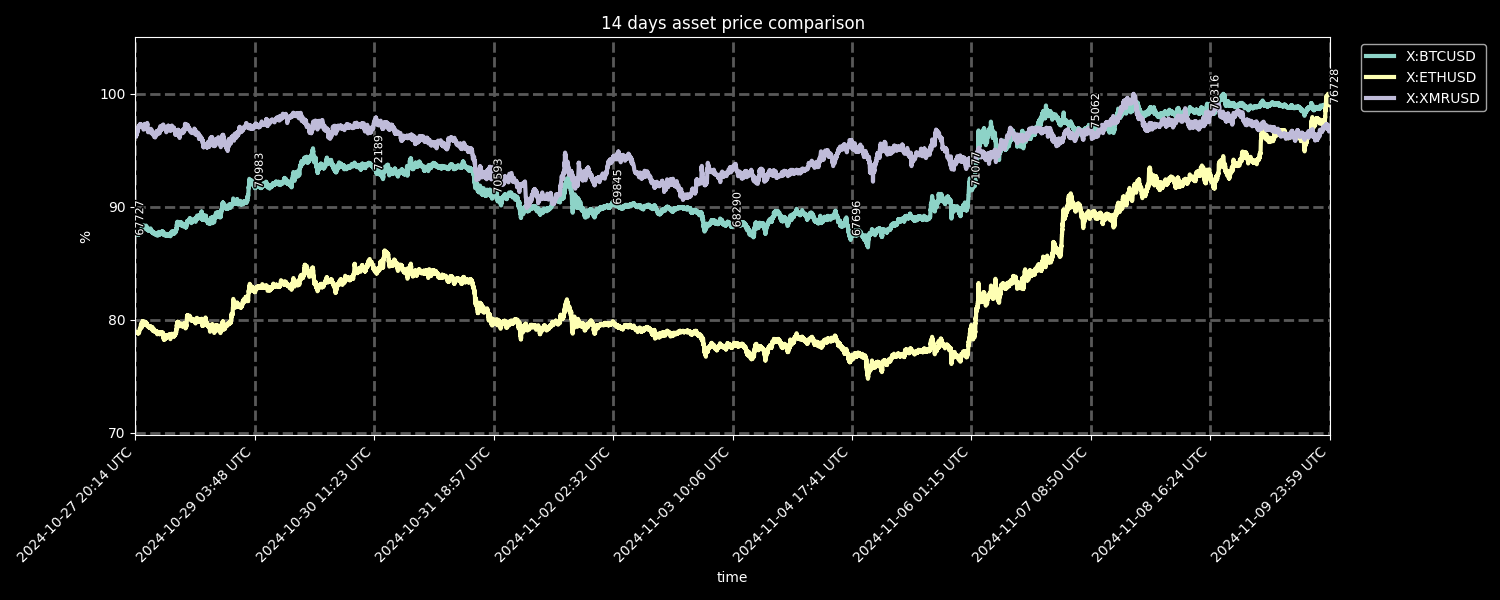 14 days asset price comparison
X:BTCUSD
X:ETHUSD
X:XMRUSD
100
90
80
70
%
67727
70983
72189
70593
69845
68290
67696
71077
75062
76316
76728
2024-10-27 20:14 UTC
2024-10-29 03:48 UTC
2024-10-30 11:23 UTC
2024-10-31 18:57 UTC
2024-11-02 02:32 UTC
2024-11-03 10:06 UTC
2024-11-04 17:41 UTC
2024-11-06 01:15 UTC
2024-11-07 08:50 UTC
2024-11-08 16:24 UTC
2024-11-09 23:59 UTC
time